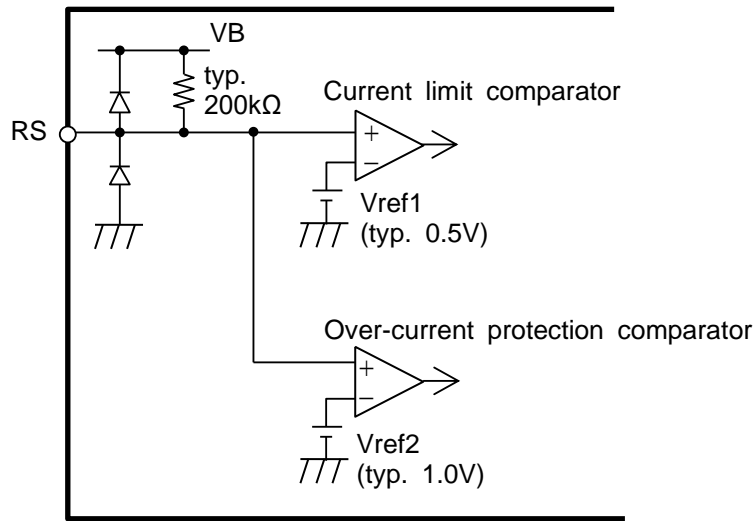 VB
typ.
200kΩ
RS
Current limit comparator
+
−
Vref1
(typ. 0.5V)
Over-current protection comparator
+
−
Vref2
(typ. 1.0V)